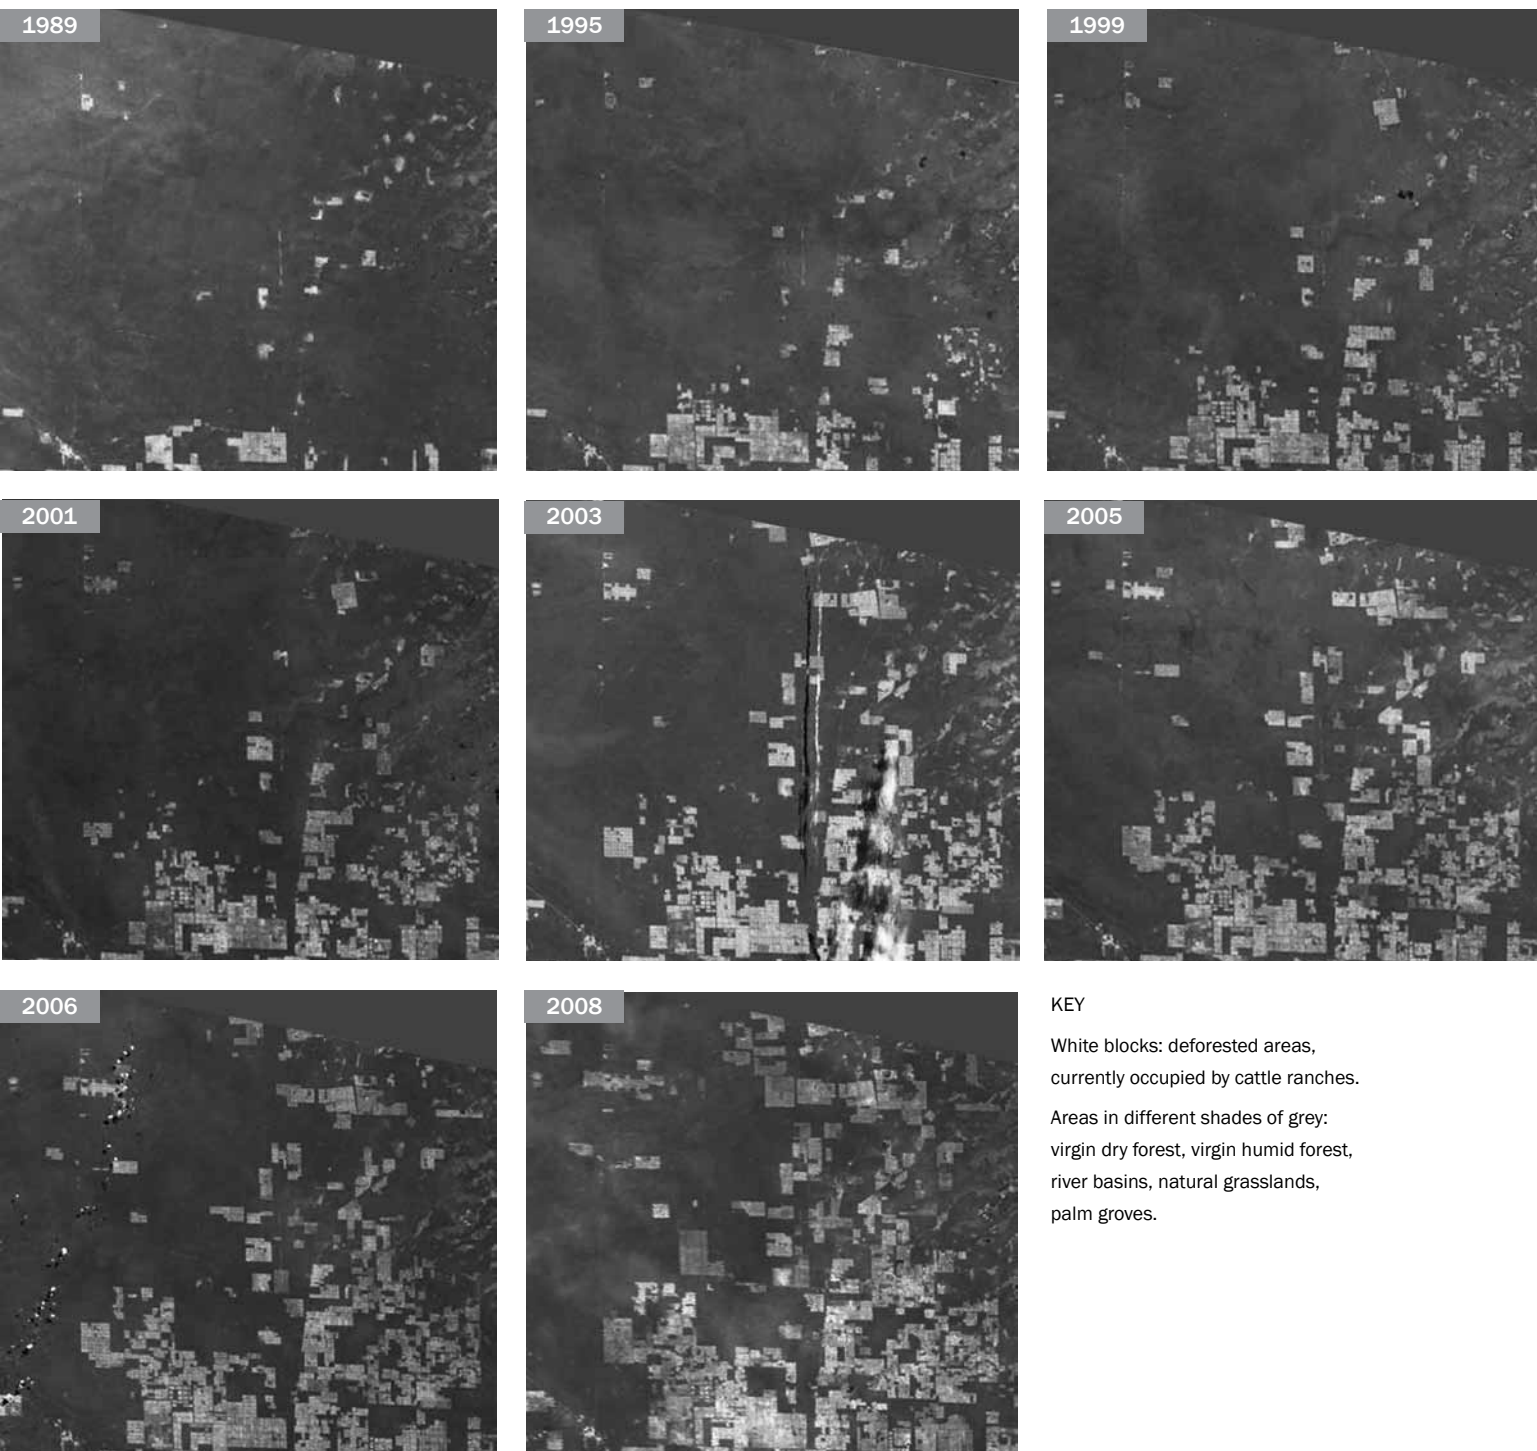 1989
1995
1999
2001
2003
2005
2006
2008
KEY
White blocks: deforested areas,
currently occupied by cattle ranches.
Areas in different shades of grey:
virgin dry forest, virgin humid forest,
river basins, natural grasslands,
palm groves.